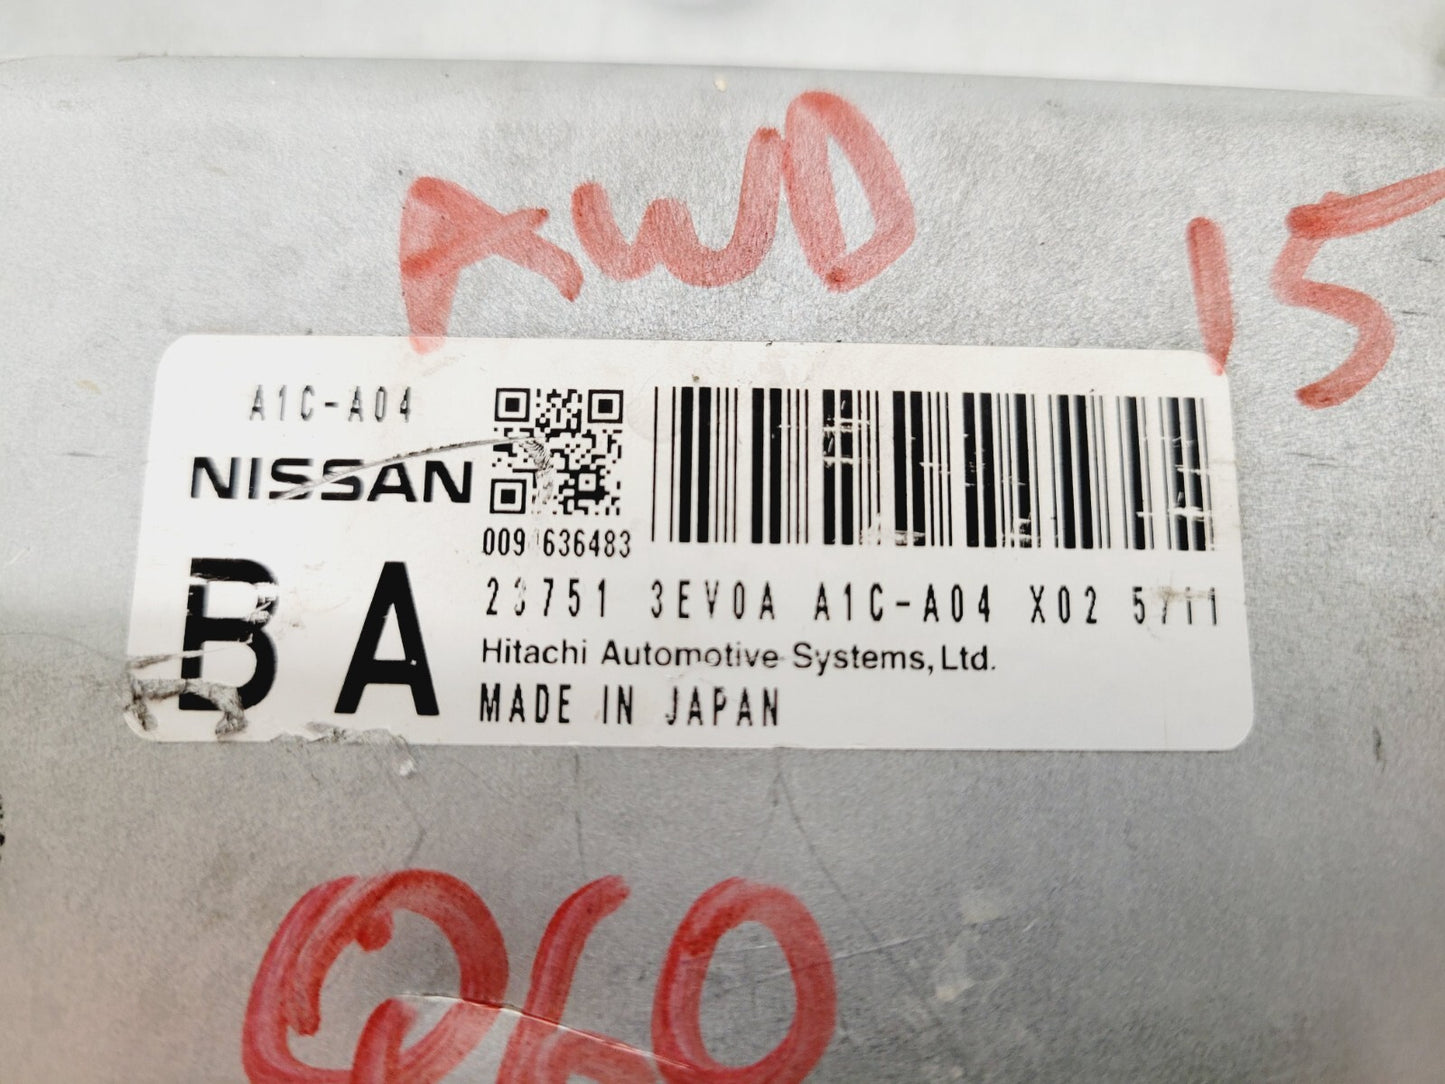 AWD
15
A1C-A04
NISSAN
BA
23751 3EV0A A1C-A04 X02 5711
Hitachi Automotive Systems, Ltd.
MADE IN JAPAN
Q60